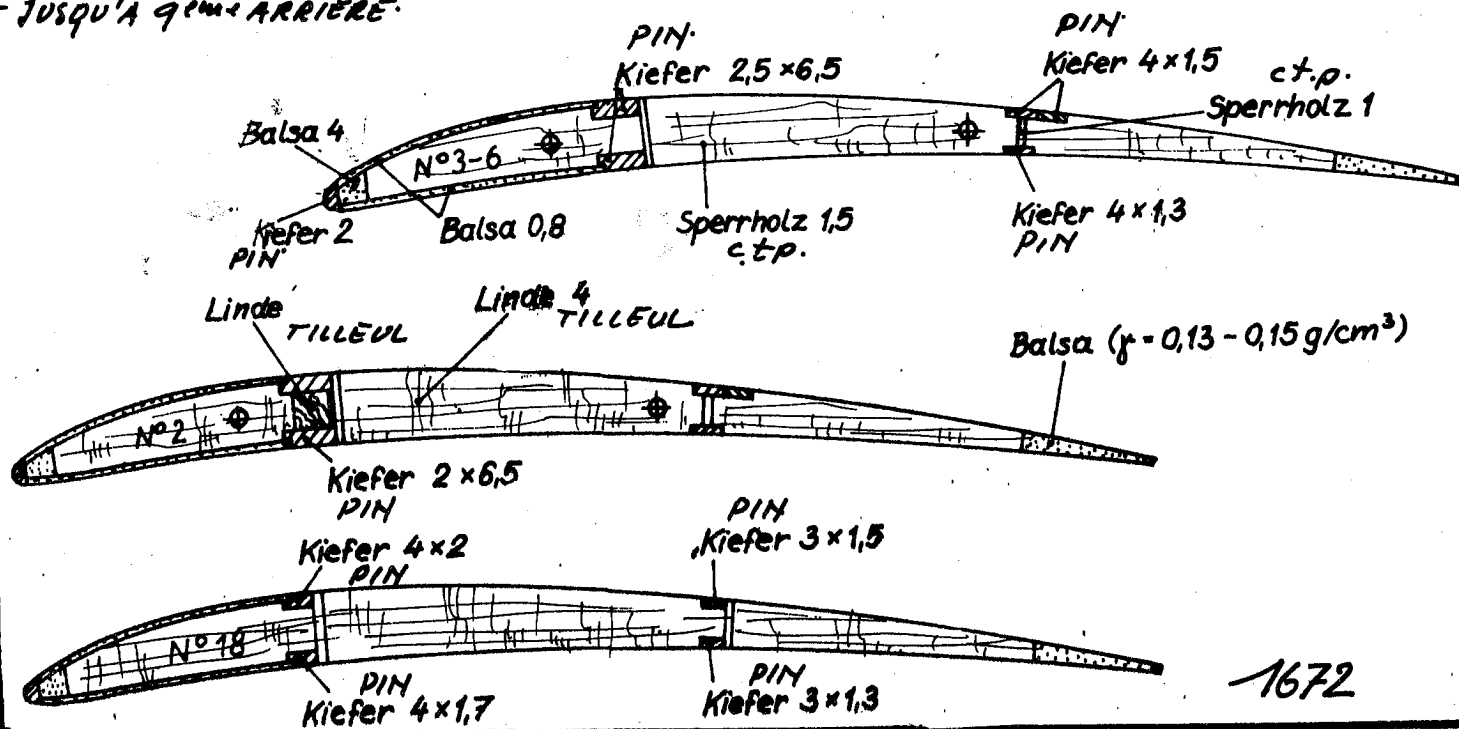 - JUSQU'A 9ème ARRIÈRE.
PIN.
Kiefer 2,5 × 6,5
PIN.
Kiefer 4 × 1,5
c.t.p.
Sperrholz 1
Balsa 4
N°3-6
Kiefer 2
PIN.
Balsa 0,8
Sperrholz 1,5
c.t.p.
Kiefer 4 × 1,3
PIN
Linde
TILLEUL
Linde 4
TILLEUL
Balsa (γ = 0,13 - 0,15 g/cm³)
N°2
Kiefer 2 × 6,5
PIN
Kiefer 4 × 2
PIN
PIN
Kiefer 3 × 1,5
N°18
PIN
Kiefer 4 × 1,7
PIN
Kiefer 3 × 1,3
1672